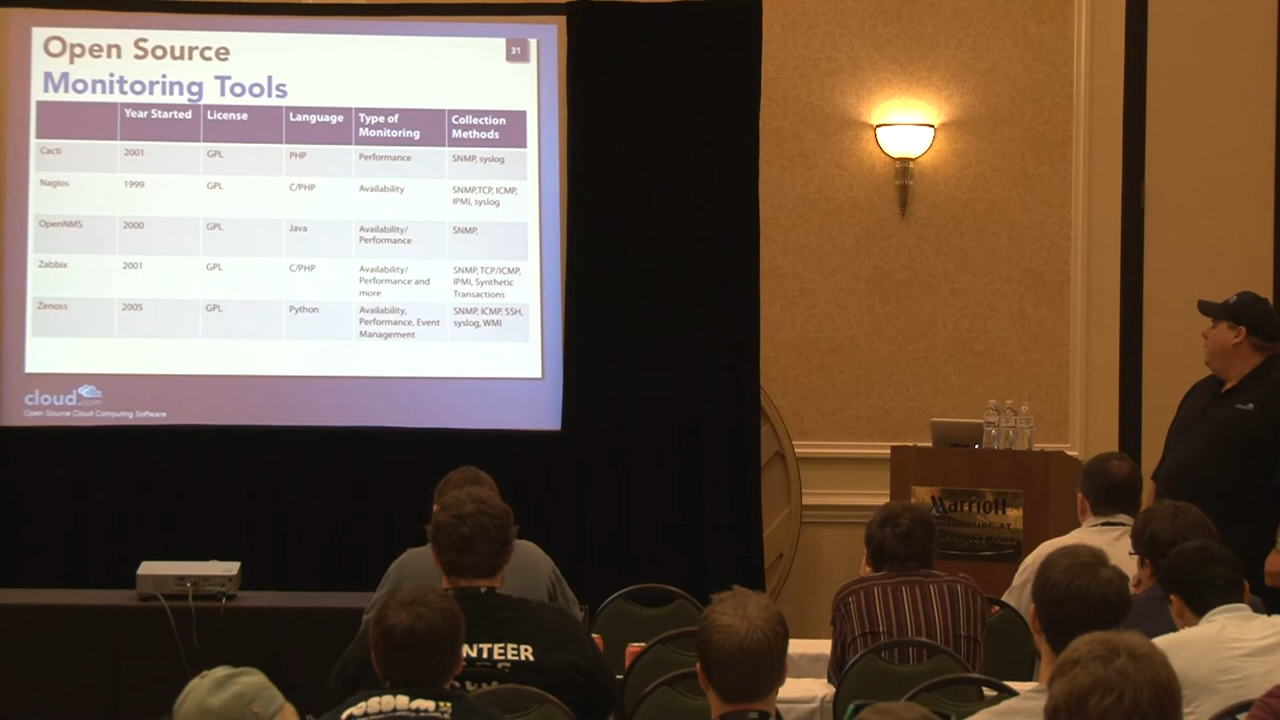 Open Source
31
Monitoring Tools
Year Started License Language Type of Monitoring Collection Methods
Cacti 2001 GPL PHP Performance SNMP, syslog
Nagios 1999 GPL C/PHP Availability SNMP,TCP, ICMP, IPMI, syslog
OpenNMS 2000 GPL Java Availability/ Performance SNMP,
Zabbix 2001 GPL C/PHP Availability/ Performance and more SNMP, TCP/ICMP, IPMI, Synthetic Transactions
Zenoss 2005 GPL Python Availability, Performance, Event Management SNMP, ICMP, SSH, syslog, WMI
cloud.com
Open Source Cloud Computing Software
Marriott
AT
NTEER